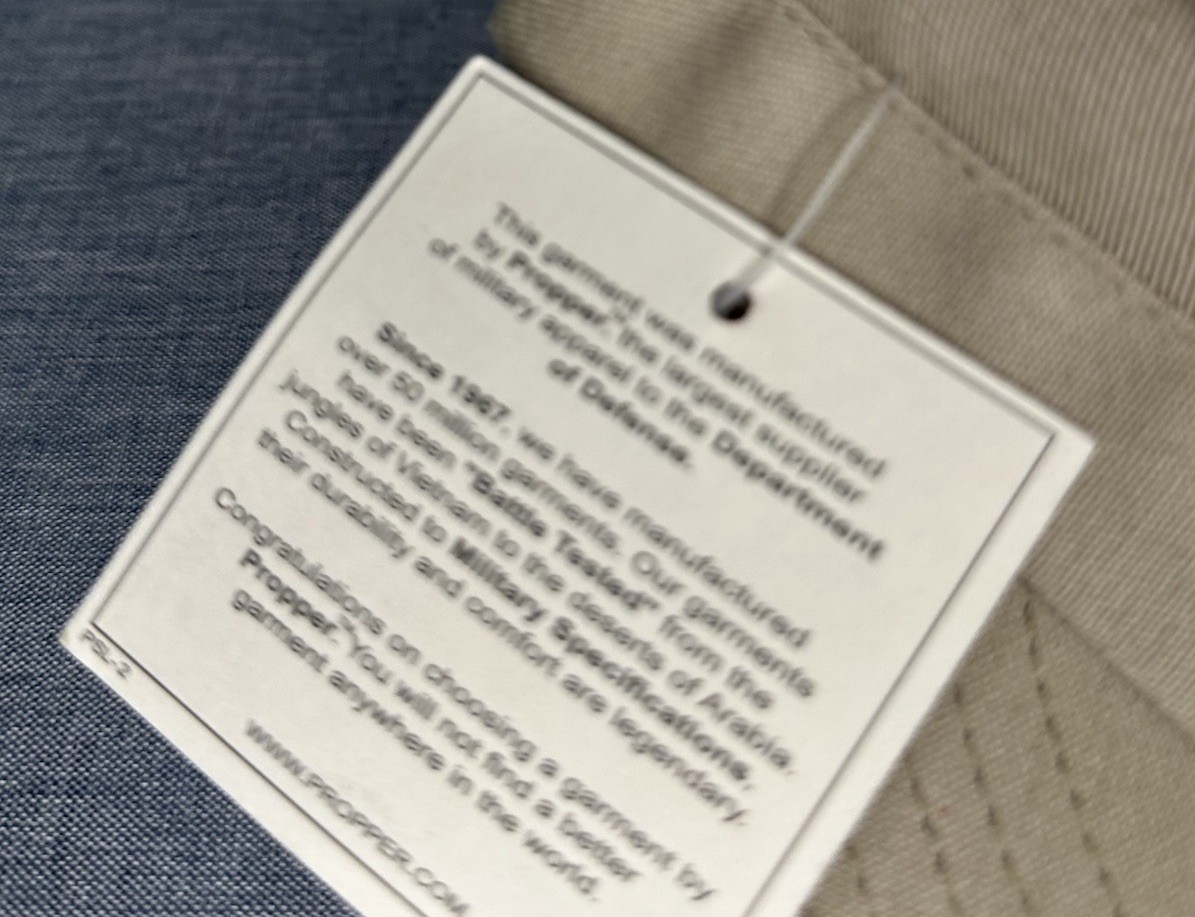 This garment was manufactured
by Propper.™ the largest supplier
of military apparel to the Department
of Defense.
Since 1967, we have manufactured
over 50 million garments. Our garments
have been "Battle Tested" from the
jungles of Vietnam to the deserts of Arabia.
Constructed to Military Specifications,
their durability and comfort are legendary.
Congratulations on choosing a garment by
Propper.™ You will not find a better
garment anywhere in the world.
www.PROPPER.COM
PSL-2